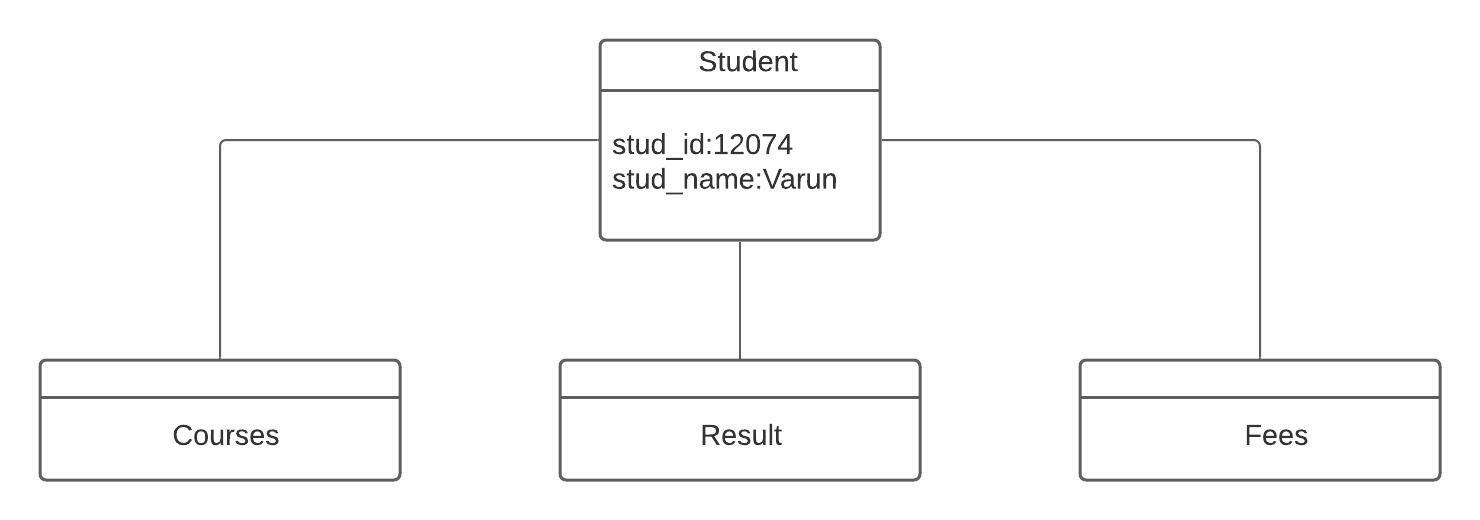 Student
stud_id:12074
stud_name:Varun
Courses
Result
Fees